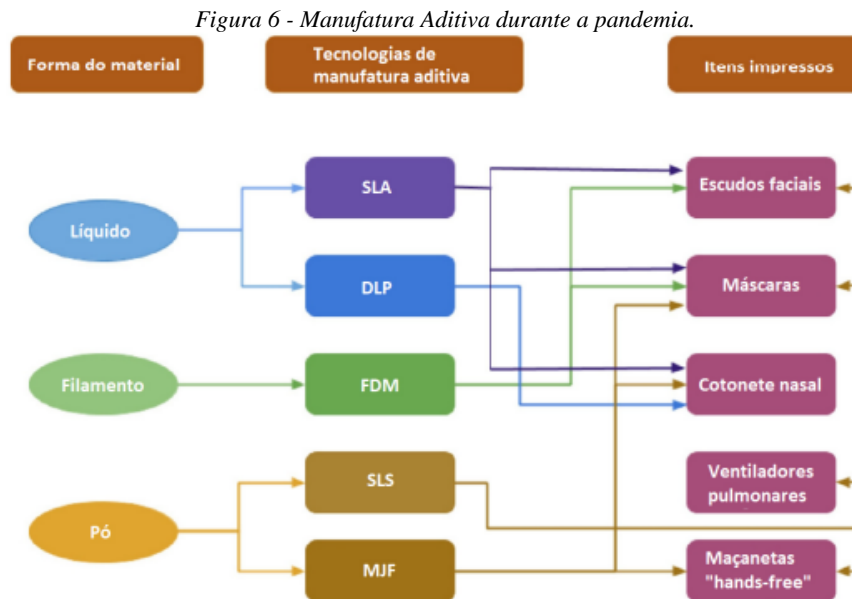 Figura 6 - Manufatura Aditiva durante a pandemia.
Forma do material
Tecnologias de
manufatura aditiva
Itens impressos
Líquido
SLA
DLP
Escudos faciais
Máscaras
Filamento
FDM
Cotonete nasal
Pó
SLS
MJF
Ventiladores
pulmonares
Maçanetas
"hands-free"